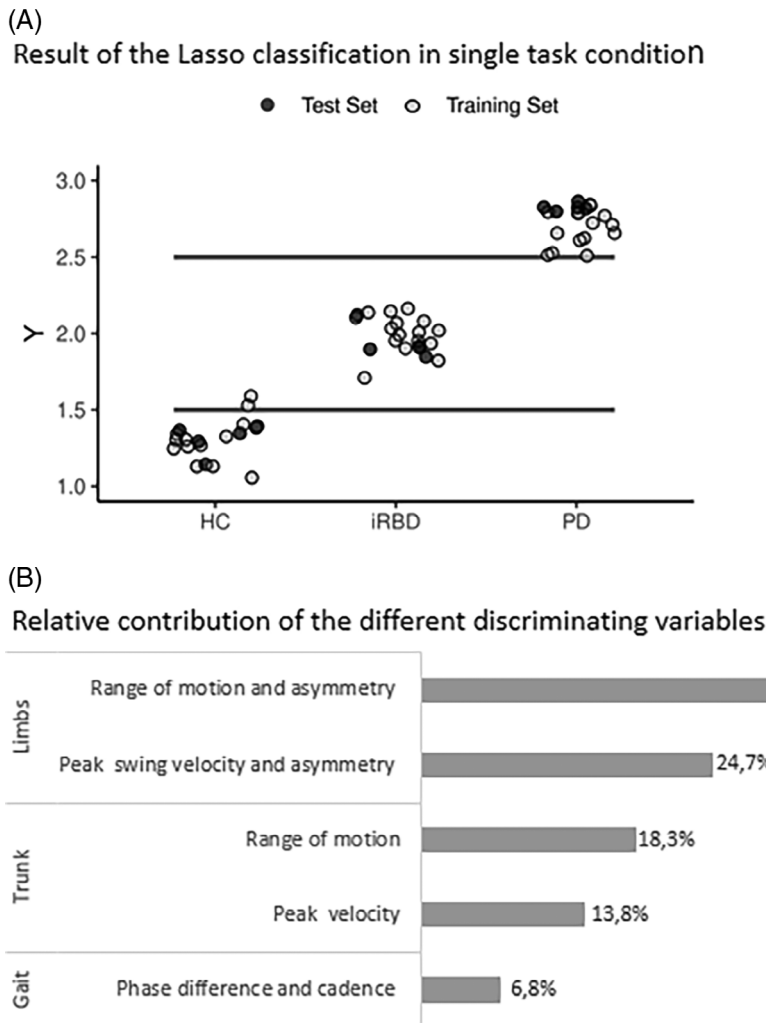 (A)
Result of the Lasso classification in single task condition
Test Set Training Set
3.0
2.5
2.0
1.5
1.0
Y
HC iRBD PD
(B)
Relative contribution of the different discriminating variables
Limbs
Range of motion and asymmetry
Peak swing velocity and asymmetry 24,7%
Trunk
Range of motion 18,3%
Peak velocity 13,8%
Gait
Phase difference and cadence 6,8%